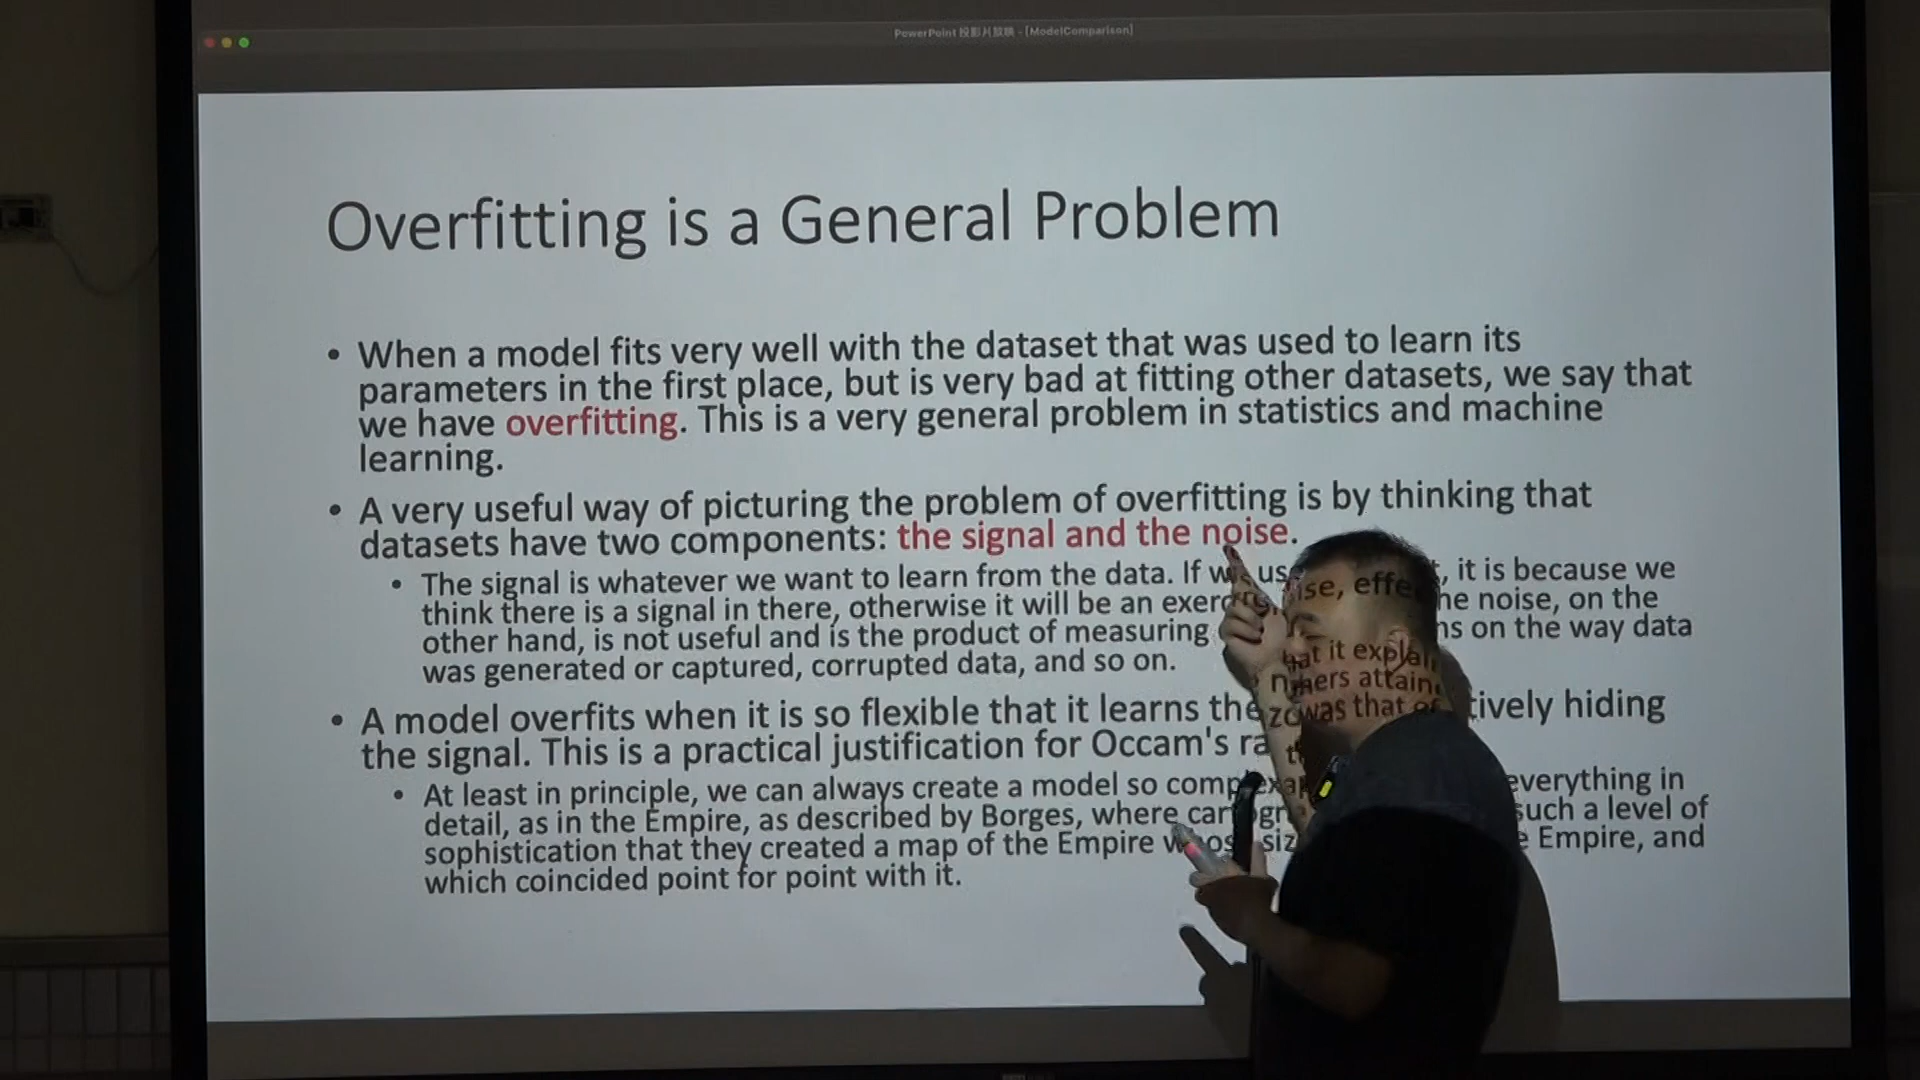 PowerPoint 投影片放映 - [ModelComparison]
Overfitting is a General Problem
• When a model fits very well with the dataset that was used to learn its
parameters in the first place, but is very bad at fitting other datasets, we say that
we have overfitting. This is a very general problem in statistics and machine
learning.
• A very useful way of picturing the problem of overfitting is by thinking that
datasets have two components: the signal and the noise.
• The signal is whatever we want to learn from the data. If it is because we
think there is a signal in there, otherwise it will be an noise, on the
other hand, is not useful and is the product of measuring on the way data
was generated or captured, corrupted data, and so on.
• A model overfits when it is so flexible that it learns the hiding
the signal. This is a practical justification for Occam's
• At least in principle, we can always create a model so everything in
detail, as in the Empire, as described by Borges, where such a level of
sophistication that they created a map of the Empire Empire, and
which coincided point for point with it.